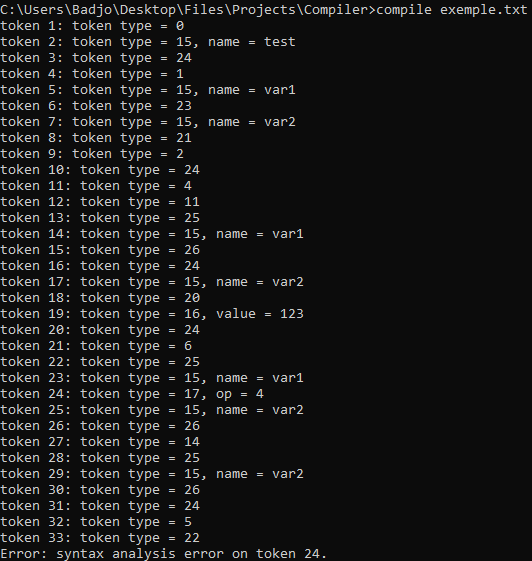 C:\Users\Badjo\Desktop\Files\Projects\Compiler>compile exemple.txt
token 1: token type = 0
token 2: token type = 15, name = test
token 3: token type = 24
token 4: token type = 1
token 5: token type = 15, name = var1
token 6: token type = 23
token 7: token type = 15, name = var2
token 8: token type = 21
token 9: token type = 2
token 10: token type = 24
token 11: token type = 4
token 12: token type = 11
token 13: token type = 25
token 14: token type = 15, name = var1
token 15: token type = 26
token 16: token type = 24
token 17: token type = 15, name = var2
token 18: token type = 20
token 19: token type = 16, value = 123
token 20: token type = 24
token 21: token type = 6
token 22: token type = 25
token 23: token type = 15, name = var1
token 24: token type = 17, op = 4
token 25: token type = 15, name = var2
token 26: token type = 26
token 27: token type = 14
token 28: token type = 25
token 29: token type = 15, name = var2
token 30: token type = 26
token 31: token type = 24
token 32: token type = 5
token 33: token type = 22
Error: syntax analysis error on token 24.